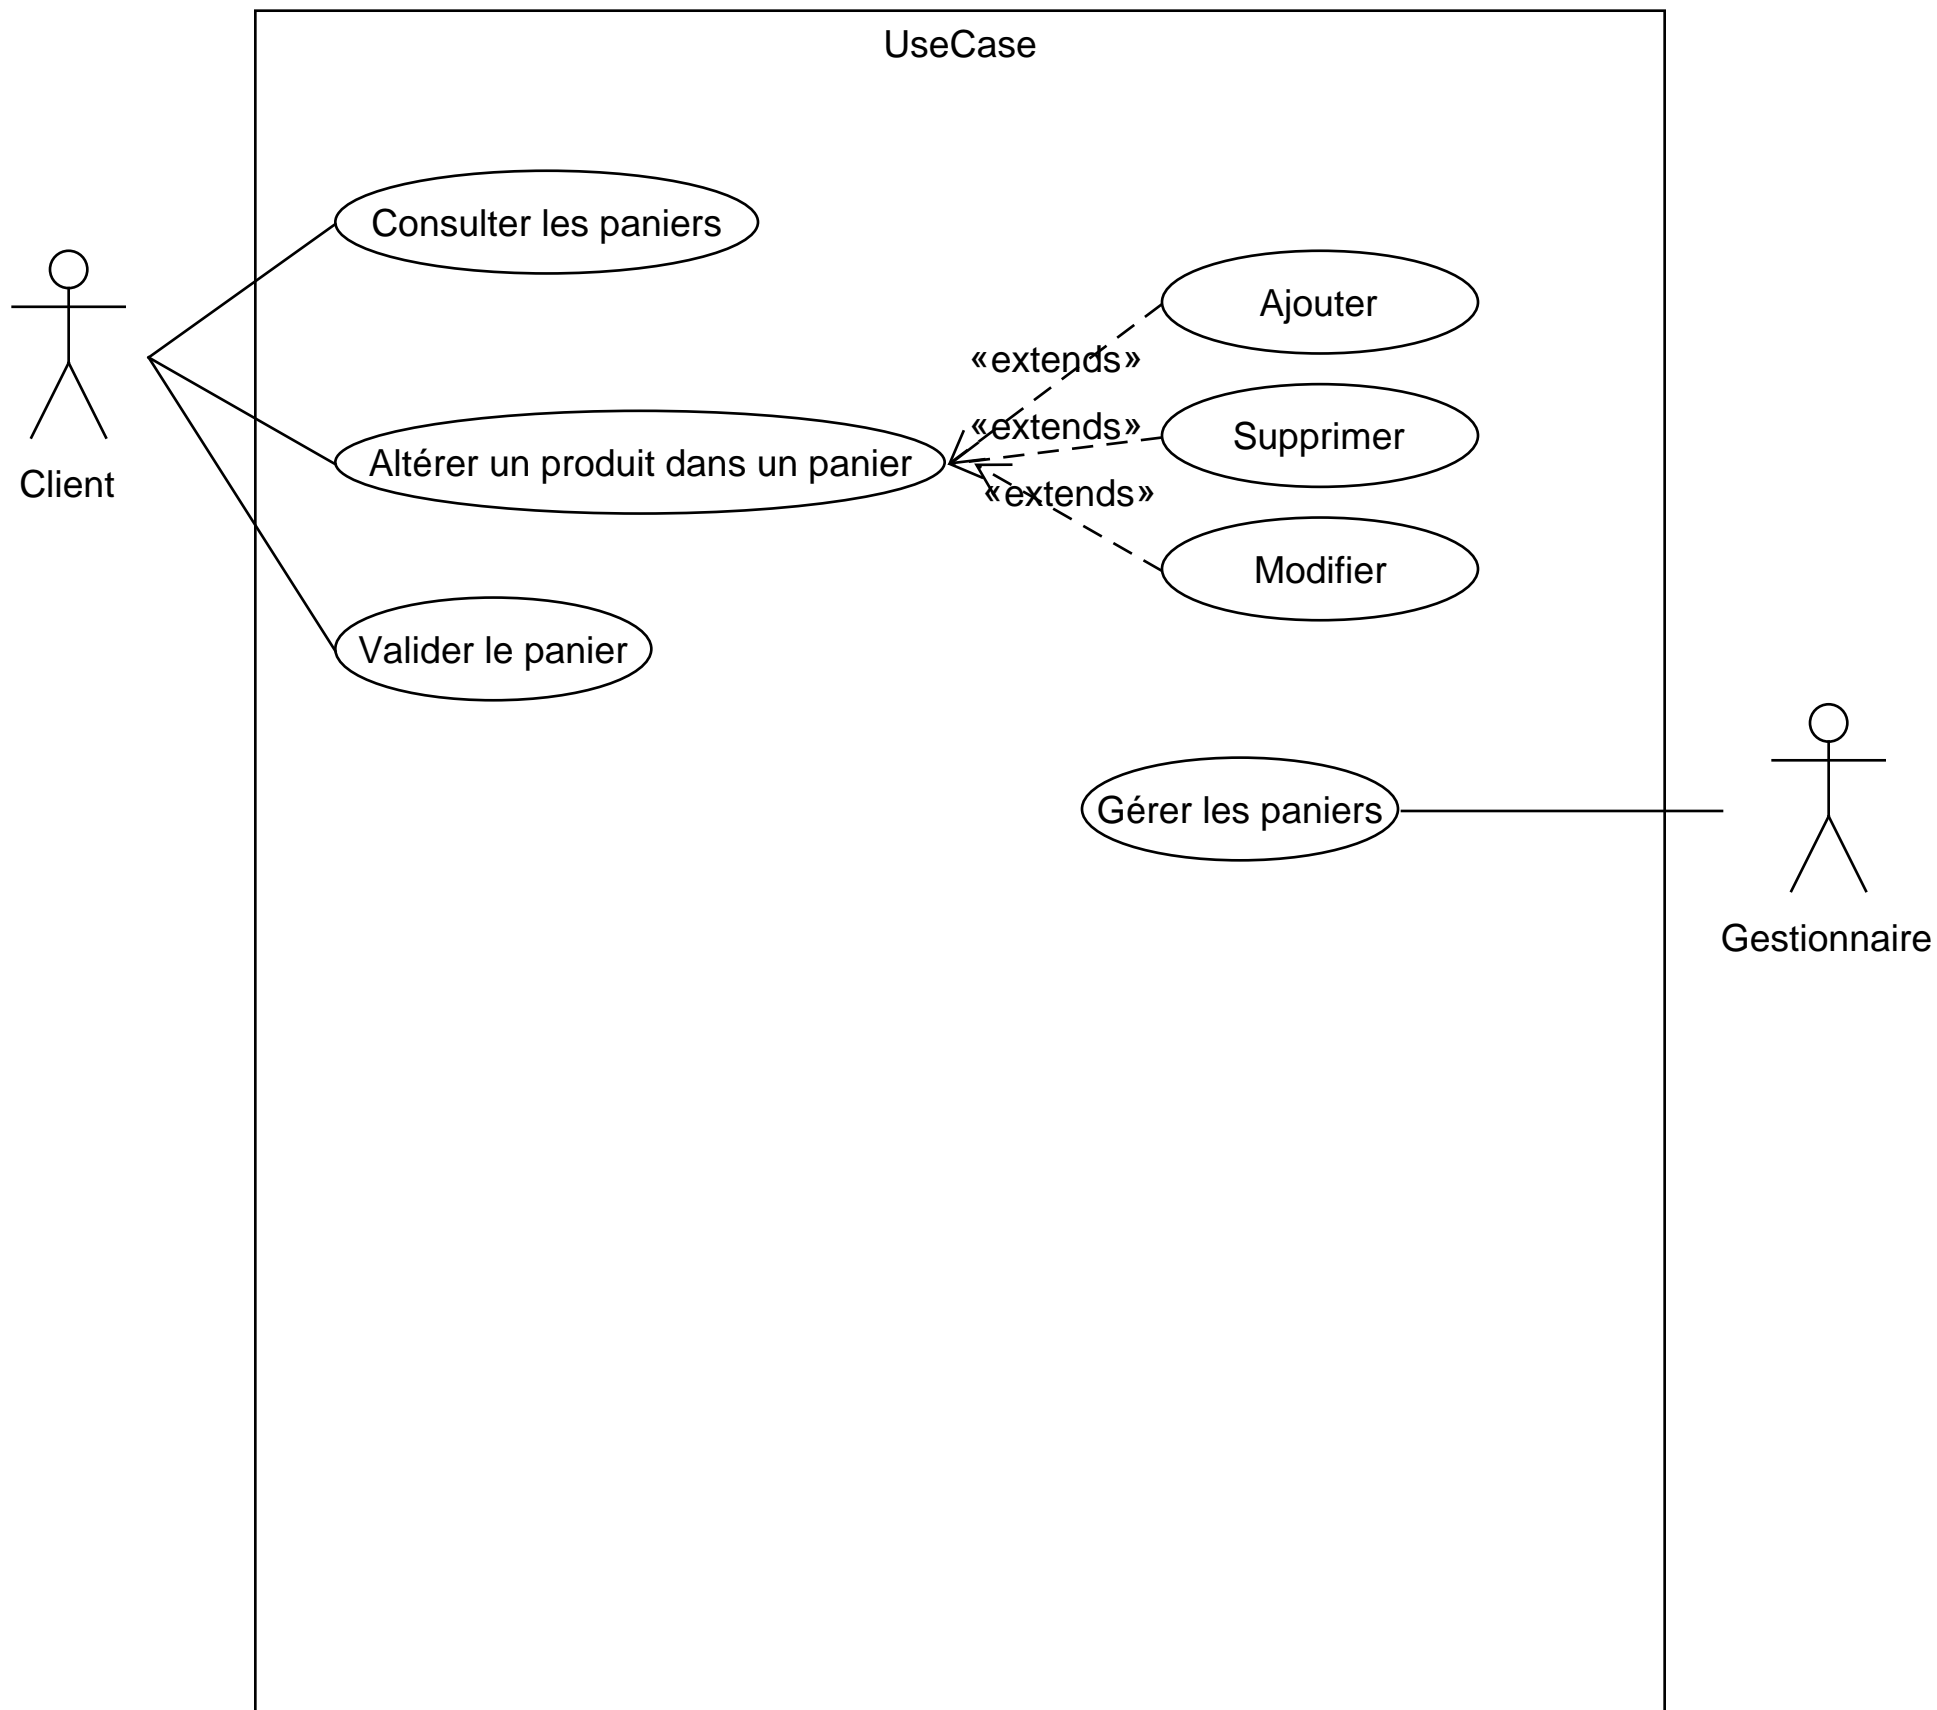 UseCase
Consulter les paniers
Ajouter
«extends»
«extends»
Supprimer
Altérer un produit dans un panier
Client
«extends»
Modifier
Valider le panier
Gérer les paniers
Gestionnaire